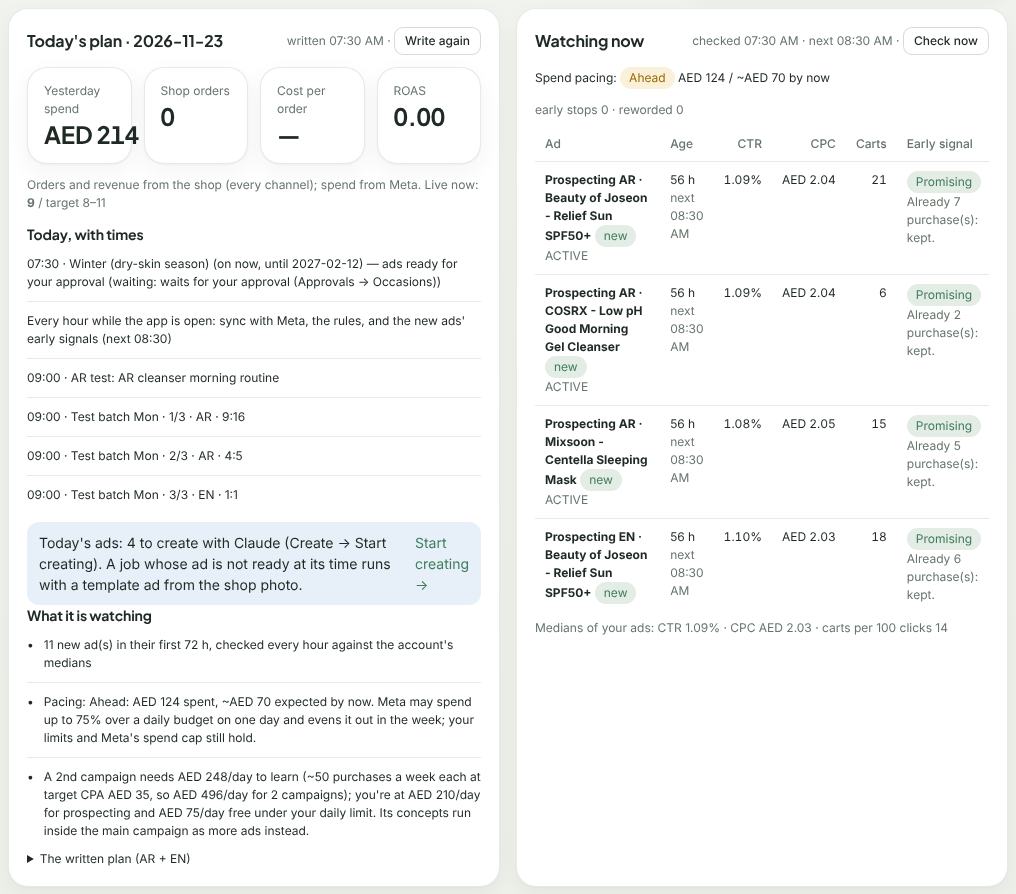 Today's plan · 2026-11-23
written 07:30 AM · Write again
Yesterday
spend
AED 214
Shop orders
0
Cost per
order
—
ROAS
0.00
Orders and revenue from the shop (every channel); spend from Meta. Live now:
9 / target 8–11
Today, with times
07:30 · Winter (dry-skin season) (on now, until 2027-02-12) — ads ready for
your approval (waiting: waits for your approval (Approvals → Occasions))
Every hour while the app is open: sync with Meta, the rules, and the new ads'
early signals (next 08:30)
09:00 · AR test: AR cleanser morning routine
09:00 · Test batch Mon · 1/3 · AR · 9:16
09:00 · Test batch Mon · 2/3 · AR · 4:5
09:00 · Test batch Mon · 3/3 · EN · 1:1
Today's ads: 4 to create with Claude (Create → Start
creating). A job whose ad is not ready at its time runs
with a template ad from the shop photo.
Start
creating
→
What it is watching
• 11 new ad(s) in their first 72 h, checked every hour against the account's
medians
• Pacing: Ahead: AED 124 spent, ~AED 70 expected by now. Meta may spend
up to 75% over a daily budget on one day and evens it out in the week; your
limits and Meta's spend cap still hold.
• A 2nd campaign needs AED 248/day to learn (~50 purchases a week each at
target CPA AED 35, so AED 496/day for 2 campaigns); you're at AED 210/day
for prospecting and AED 75/day free under your daily limit. Its concepts run
inside the main campaign as more ads instead.
▶ The written plan (AR + EN)
Watching now
checked 07:30 AM · next 08:30 AM · Check now
Spend pacing: Ahead AED 124 / ~AED 70 by now
early stops 0 · reworded 0
Ad Age CTR CPC Carts Early signal
Prospecting AR ·
Beauty of Joseon
- Relief Sun
SPF50+ new
ACTIVE
56 h
next
08:30
AM
1.09%
AED 2.04
21
Promising
Already 7
purchase(s):
kept.
Prospecting AR ·
COSRX - Low pH
Good Morning
Gel Cleanser
new
ACTIVE
56 h
next
08:30
AM
1.09%
AED 2.04
6
Promising
Already 2
purchase(s):
kept.
Prospecting AR ·
Mixsoon -
Centella Sleeping
Mask new
ACTIVE
56 h
next
08:30
AM
1.08%
AED 2.05
15
Promising
Already 5
purchase(s):
kept.
Prospecting EN ·
Beauty of Joseon
- Relief Sun
SPF50+ new
56 h
next
08:30
AM
1.10%
AED 2.03
18
Promising
Already 6
purchase(s):
kept.
Medians of your ads: CTR 1.09% · CPC AED 2.03 · carts per 100 clicks 14